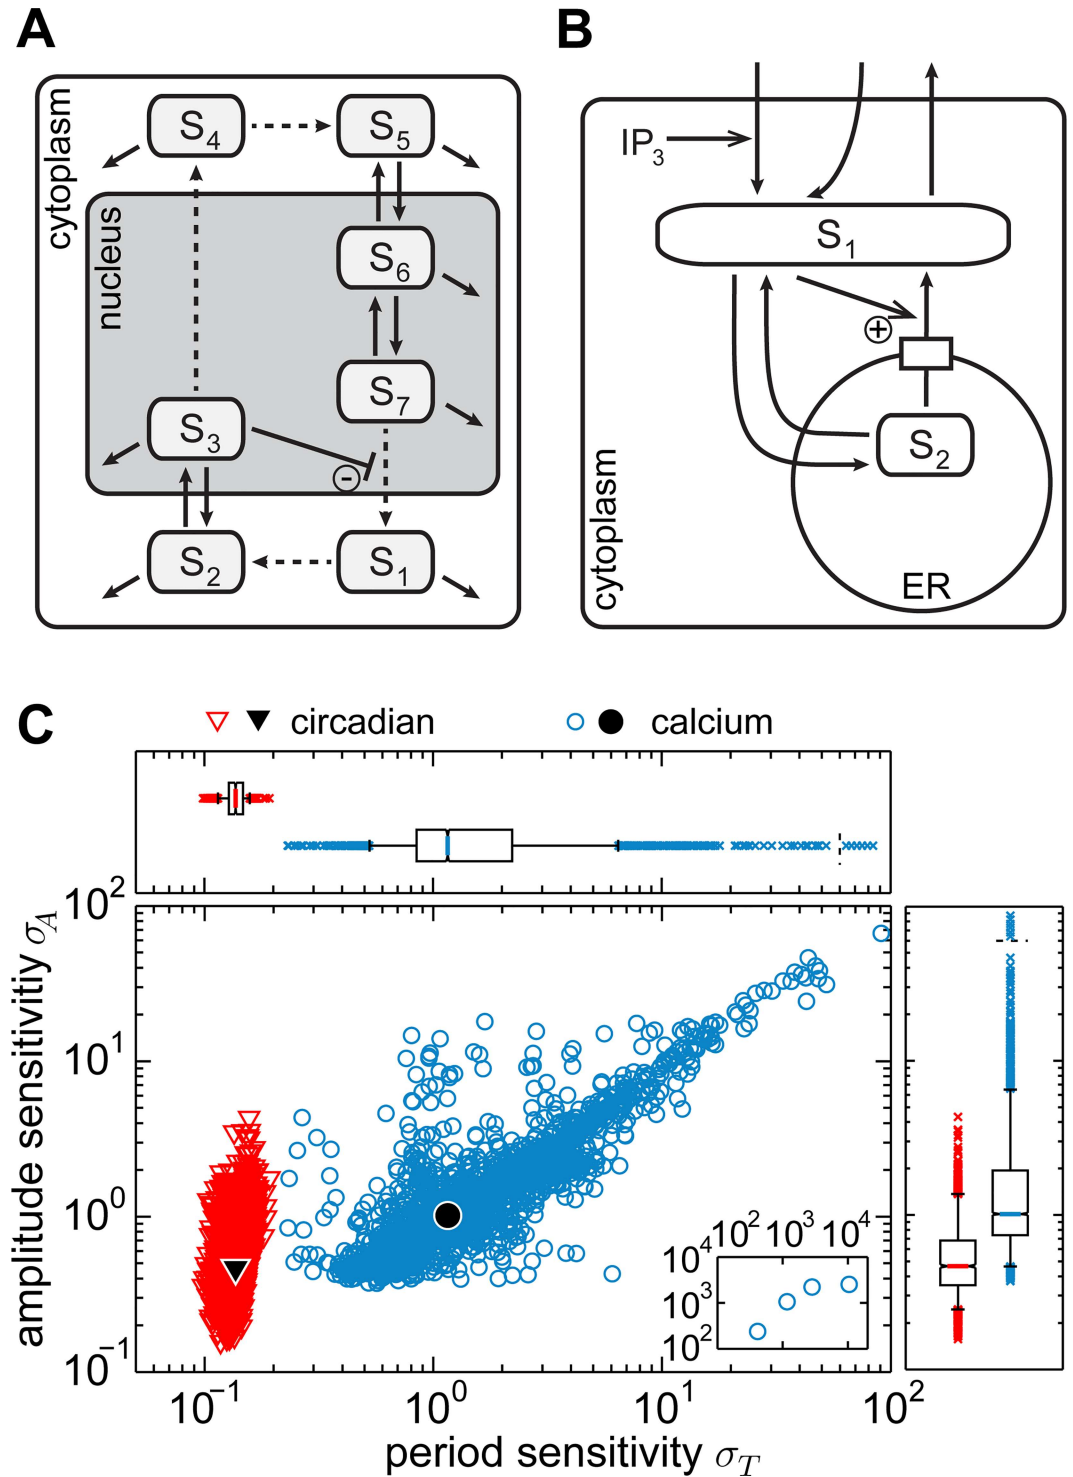 A
B
cytoplasm
nucleus
S4
S5
S6
S7
S3
-
S2
S1
IP3
S1
+
S2
ER
cytoplasm
C
circadian
calcium
amplitude sensitivitiy σA
10^2
10^1
10^0
10^-1
10^2 10^3 10^4
10^4
10^3
10^2
10^-1 10^0 10^1 10^2
period sensitivity σT